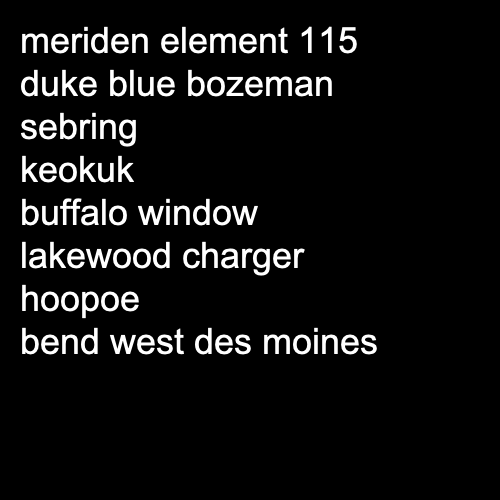 meriden element 115
duke blue bozeman
sebring
keokuk
buffalo window
lakewood charger
hoopoe
bend west des moines